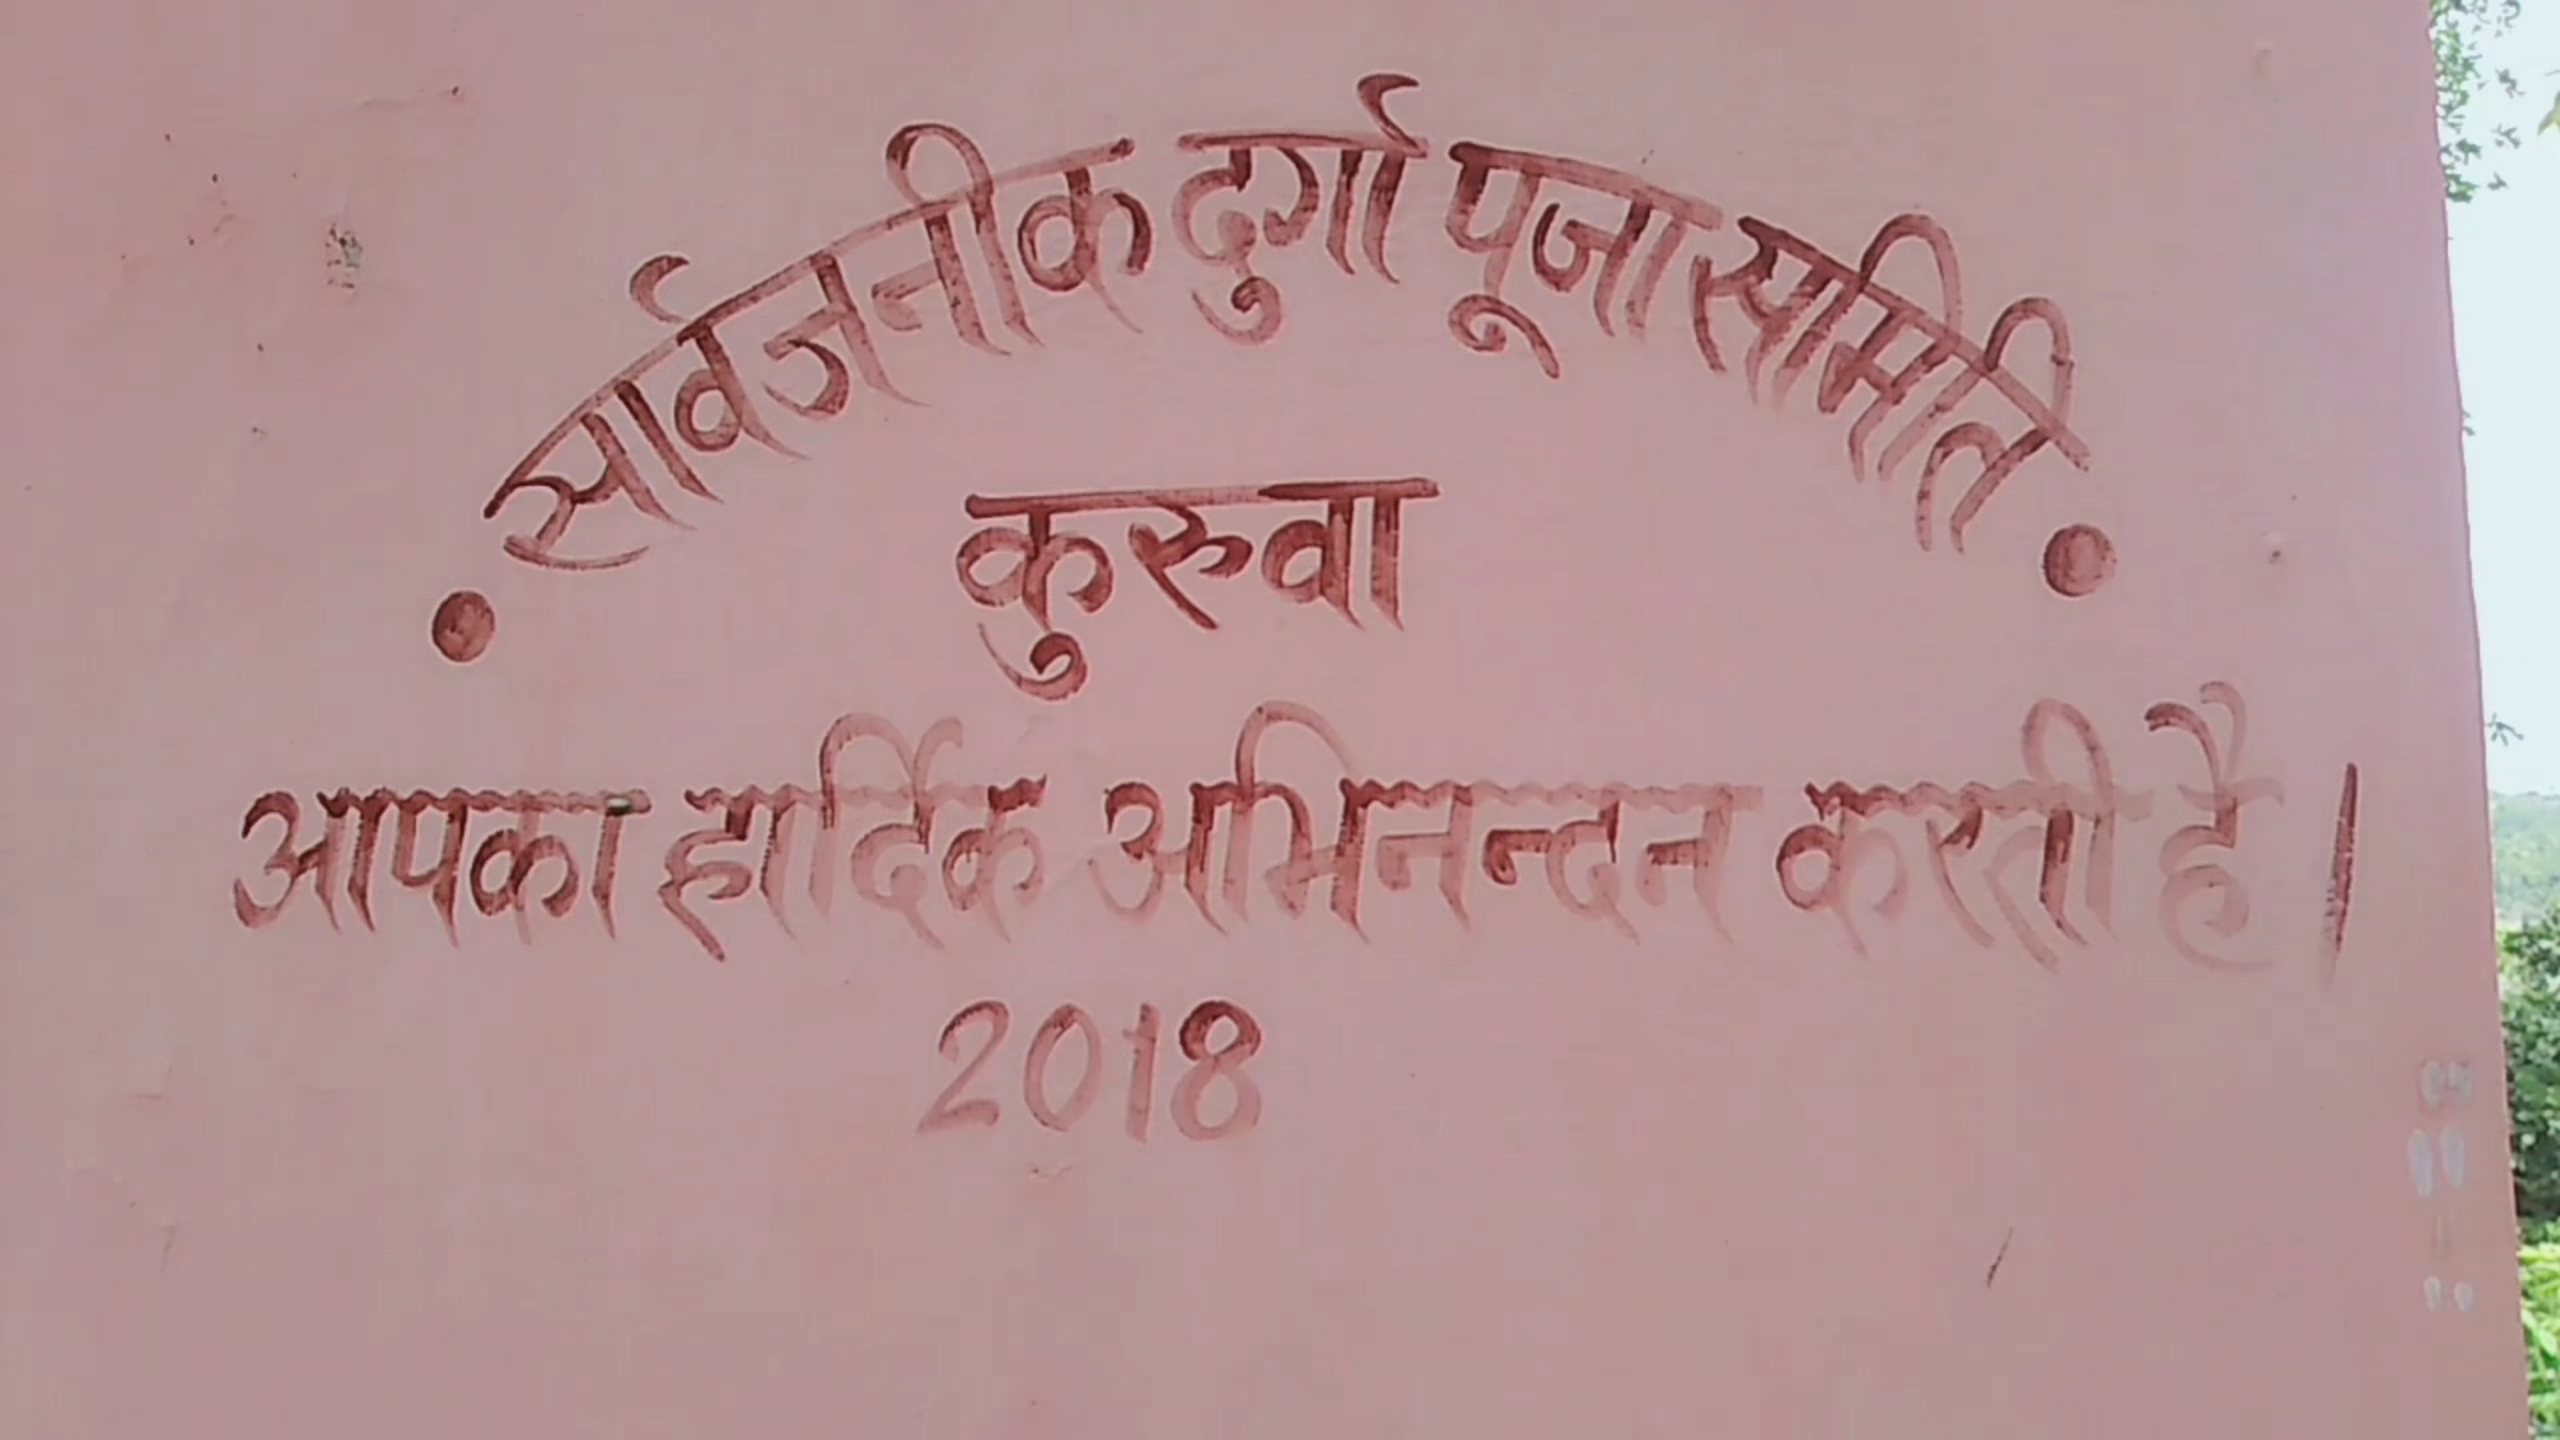 सार्वजनीक दुर्गा पूजा समिति
कुरुवा
आपका हार्दिक अभिनन्दन करती है।
2018